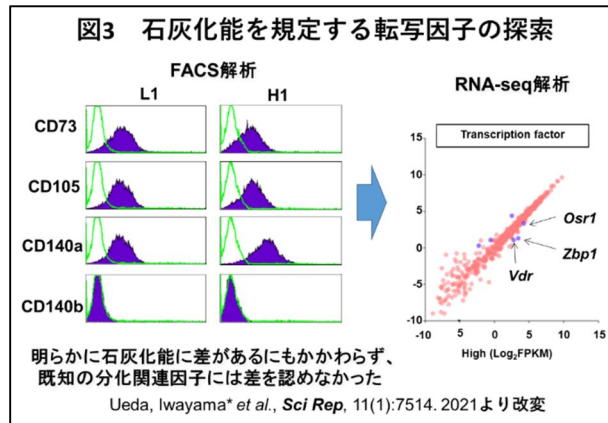 図3 石灰化能を規定する転写因子の探索
FACS解析
L1 H1
CD73
CD105
CD140a
CD140b
RNA-seq解析
Transcription factor
15
10
5
0
-5
-10
-10 5 0 5 10 15
High (Log₂FPKM)
Osr1
Zbp1
Vdr
明らかに石灰化能に差があるにもかかわらず、
既知の分化関連因子には差を認めなかった
Ueda, Iwayama* et al., Sci Rep, 11(1):7514. 2021より改変